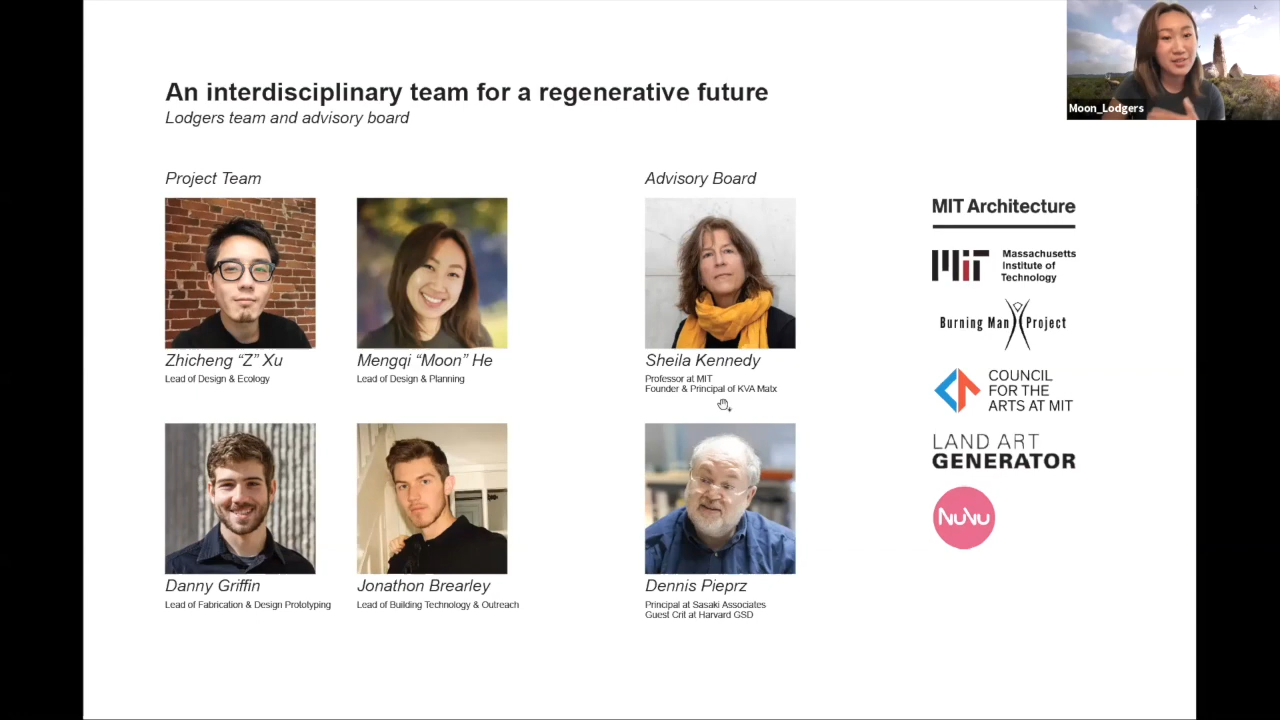 An interdisciplinary team for a regenerative future
Lodgers team and advisory board
Moon_Lodgers
Project Team
Zhicheng “Z” Xu
Lead of Design & Ecology
Mengqi “Moon” He
Lead of Design & Planning
Danny Griffin
Lead of Fabrication & Design Prototyping
Jonathon Brearley
Lead of Building Technology & Outreach
Advisory Board
Sheila Kennedy
Professor at MIT
Founder & Principal of KVA Matx
Dennis Pieprz
Principal at Sasaki Associates
Guest Crit at Harvard GSD
MIT Architecture
MIT
Massachusetts
Institute of
Technology
Burning Man Project
COUNCIL
FOR THE
ARTS AT MIT
LAND ART
GENERATOR
NuVu